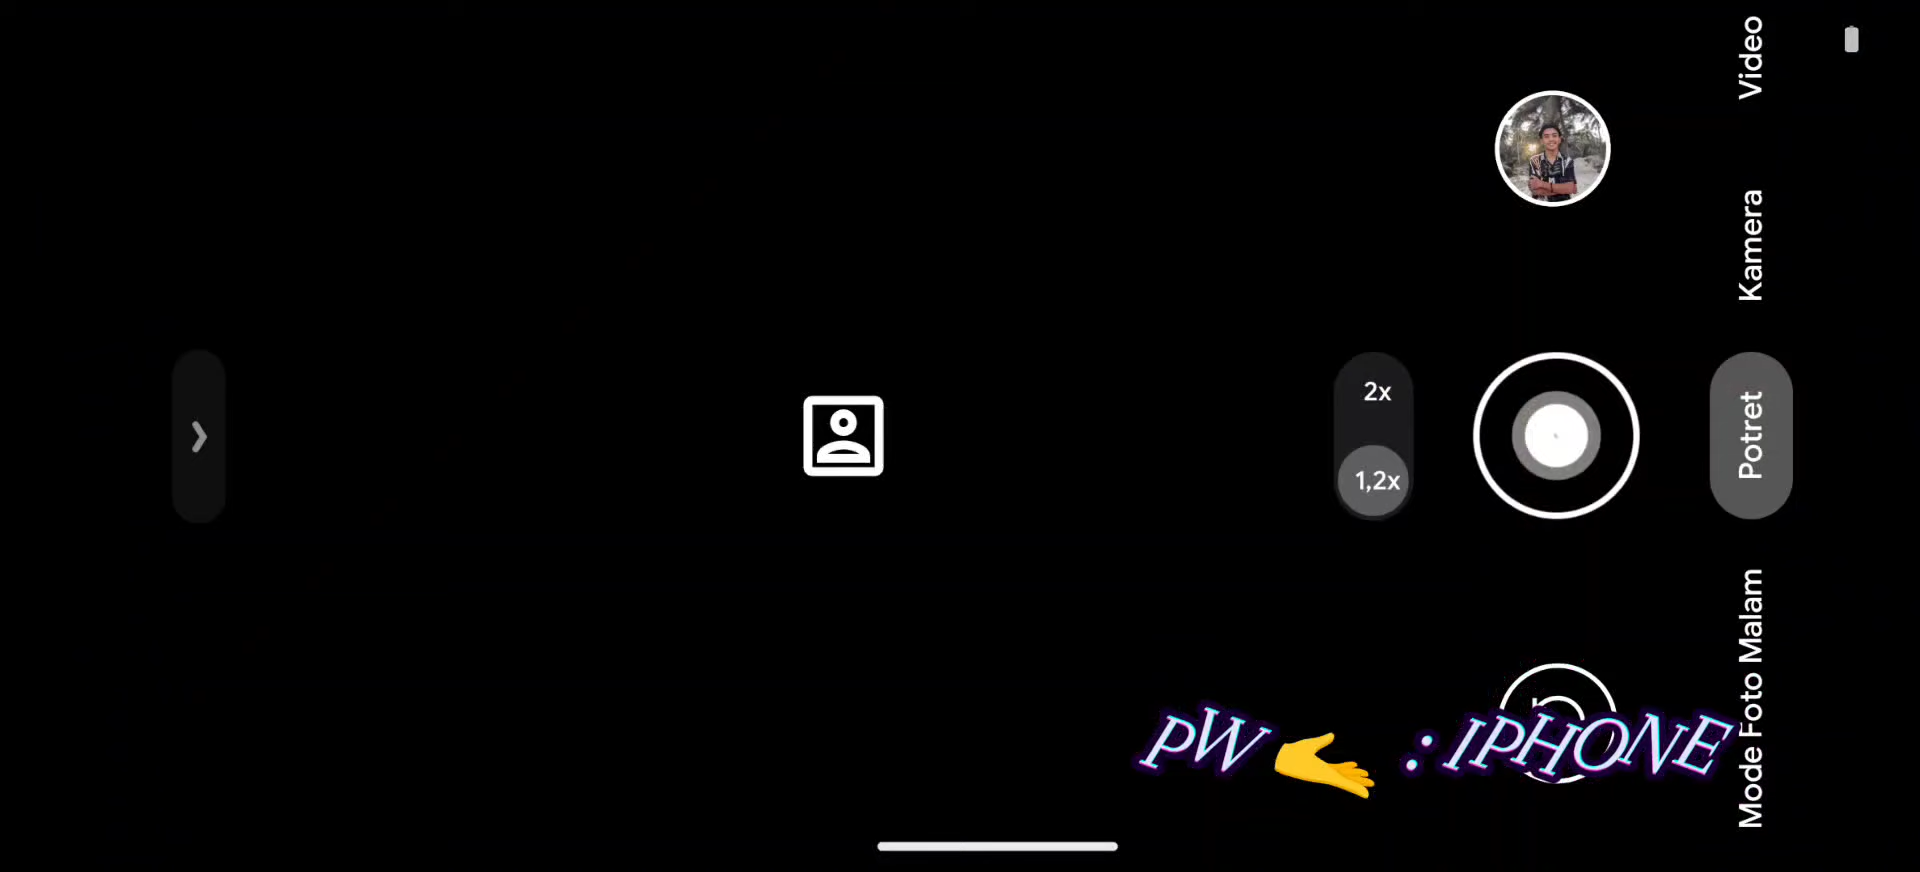 Video
Kamera
2x
Potret
1,2x
Mode Foto Malam
PW 🫴 : IPHONE